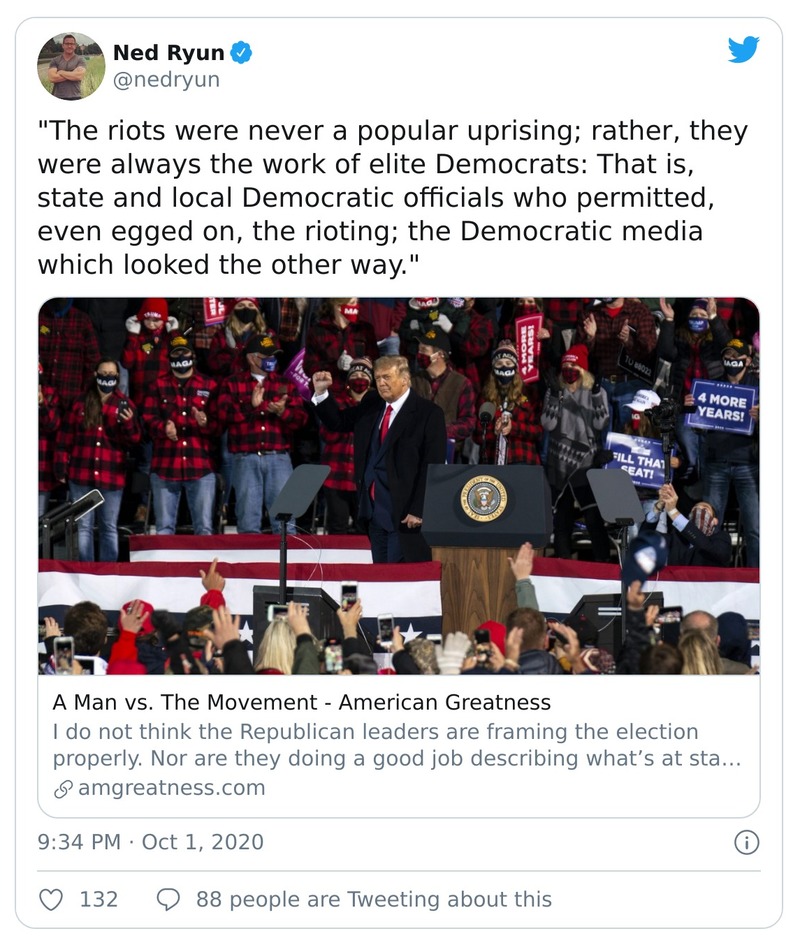 Ned Ryun
@nedryun
"The riots were never a popular uprising; rather, they
were always the work of elite Democrats: That is,
state and local Democratic officials who permitted,
even egged on, the rioting; the Democratic media
which looked the other way."
MORE
YEARS!
4 MORE
YEARS!
FILL THAT
SEAT!
MAGA
MAGA
MAGA
A Man vs. The Movement - American Greatness
I do not think the Republican leaders are framing the election
properly. Nor are they doing a good job describing what’s at sta…
amgreatness.com
9:34 PM · Oct 1, 2020
132
88 people are Tweeting about this